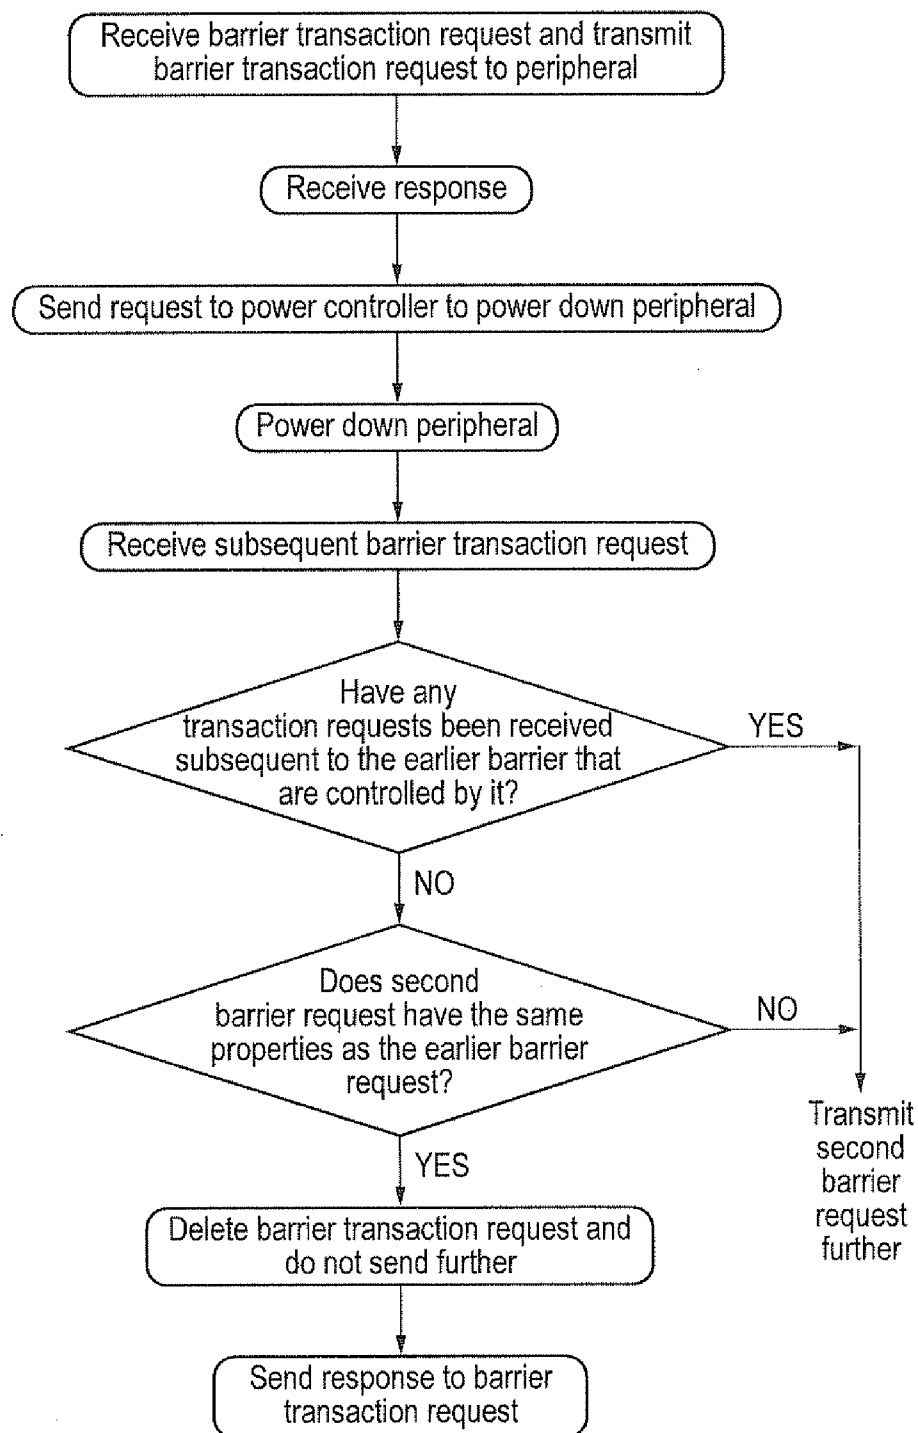 Receive barrier transaction request and transmit
barrier transaction request to peripheral
Receive response
Send request to power controller to power down peripheral
Power down peripheral
Receive subsequent barrier transaction request
Have any
transaction requests been received
subsequent to the earlier barrier that
are controlled by it?
YES
NO
Does second
barrier request have the same
properties as the earlier barrier
request?
NO
Transmit
second
barrier
request
further
YES
Delete barrier transaction request and
do not send further
Send response to barrier
transaction request